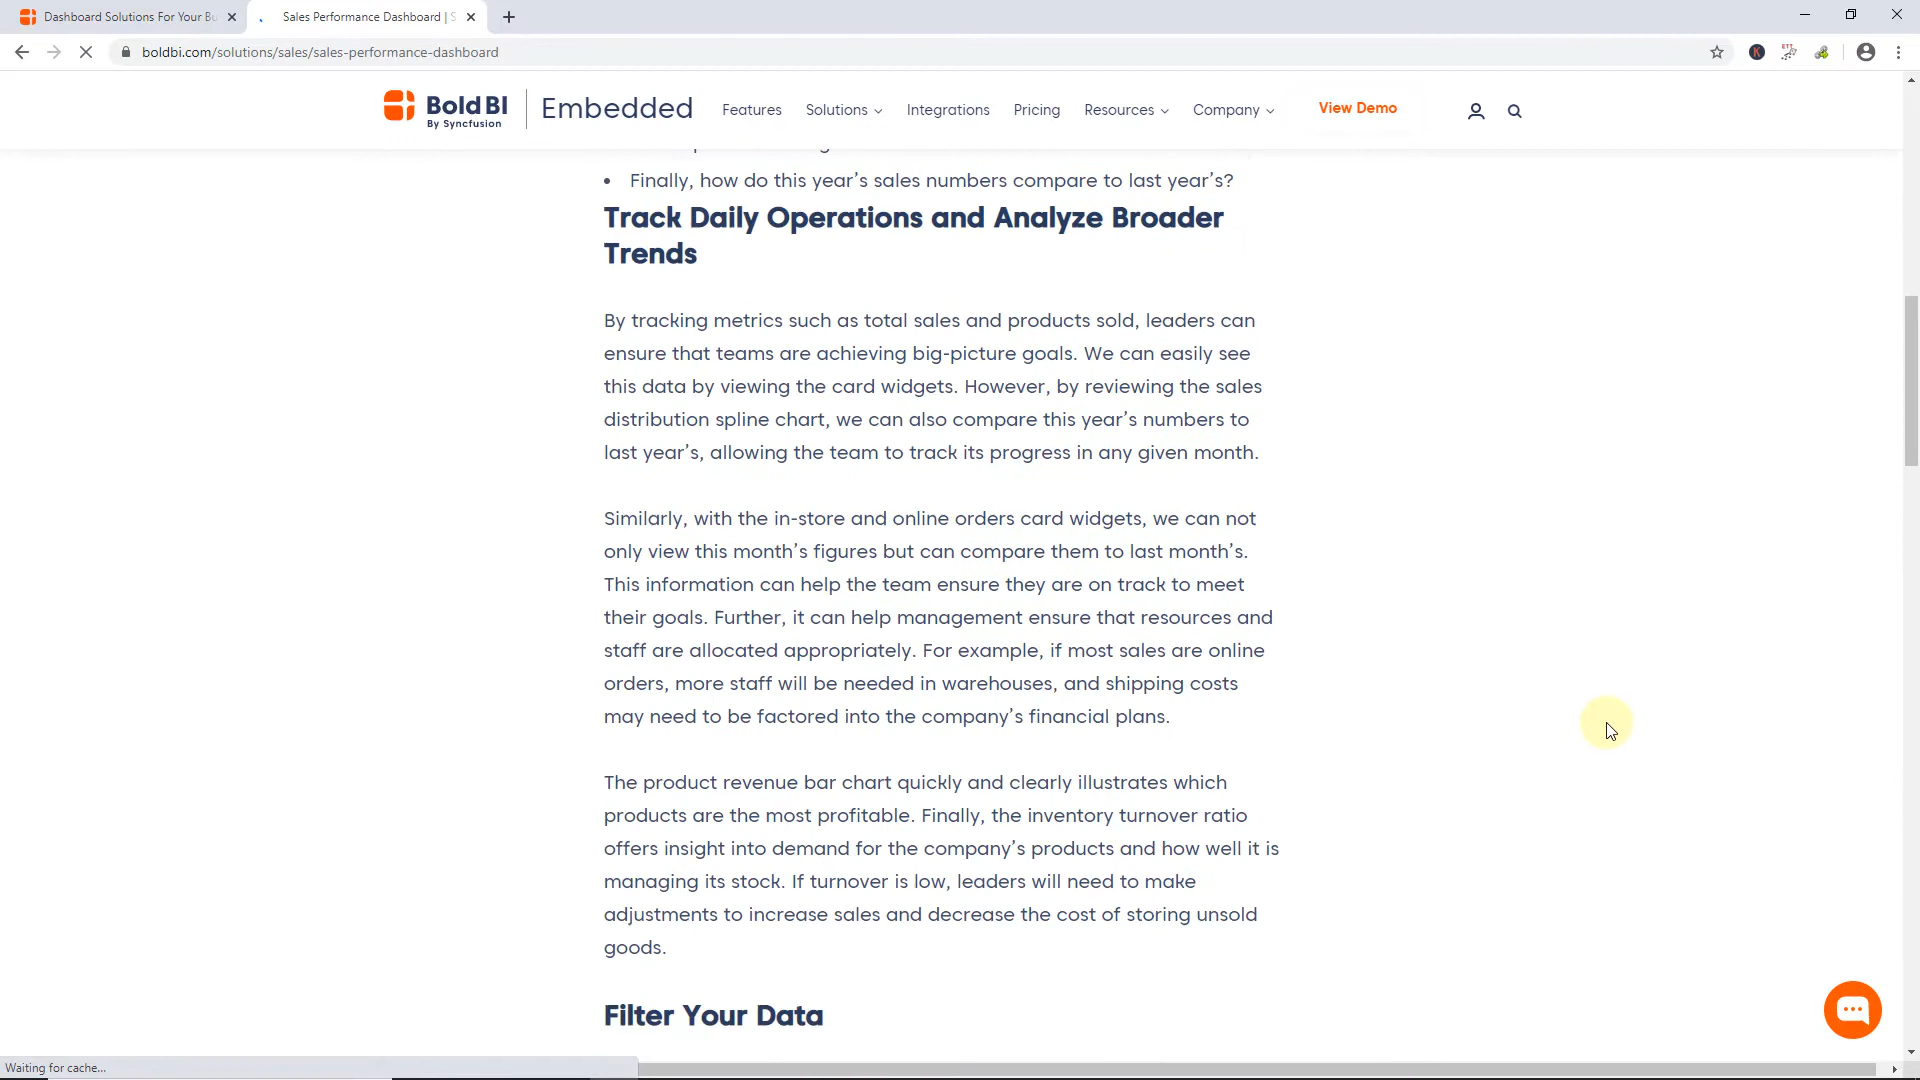 Dashboard Solutions For Your Bu
Sales Performance Dashboard | S
boldbi.com/solutions/sales/sales-performance-dashboard
K
ETT
Bold BI
By Syncfusion
Embedded
Features
Solutions
Integrations
Pricing
Resources
Company
View Demo
• Finally, how do this year’s sales numbers compare to last year’s?
Track Daily Operations and Analyze Broader
Trends
By tracking metrics such as total sales and products sold, leaders can
ensure that teams are achieving big-picture goals. We can easily see
this data by viewing the card widgets. However, by reviewing the sales
distribution spline chart, we can also compare this year’s numbers to
last year’s, allowing the team to track its progress in any given month.
Similarly, with the in-store and online orders card widgets, we can not
only view this month’s figures but can compare them to last month’s.
This information can help the team ensure they are on track to meet
their goals. Further, it can help management ensure that resources and
staff are allocated appropriately. For example, if most sales are online
orders, more staff will be needed in warehouses, and shipping costs
may need to be factored into the company’s financial plans.
The product revenue bar chart quickly and clearly illustrates which
products are the most profitable. Finally, the inventory turnover ratio
offers insight into demand for the company’s products and how well it is
managing its stock. If turnover is low, leaders will need to make
adjustments to increase sales and decrease the cost of storing unsold
goods.
Filter Your Data
Waiting for cache...